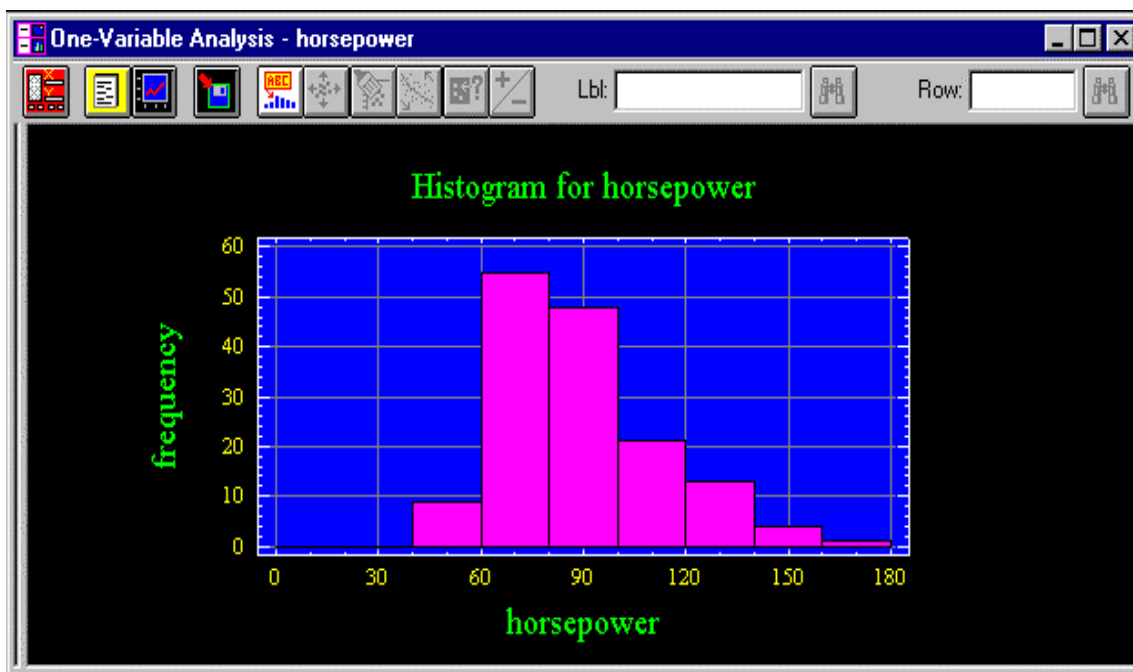 One-Variable Analysis - horsepower
ABC
?
+/-
Lbl:
Row:
Histogram for horsepower
60
50
40
30
20
10
0
frequency
0 30 60 90 120 150 180
horsepower